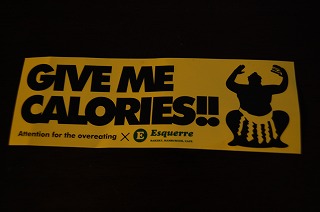 GIVE ME
CALORIES!!
Attention for the overeating × E Esquerre